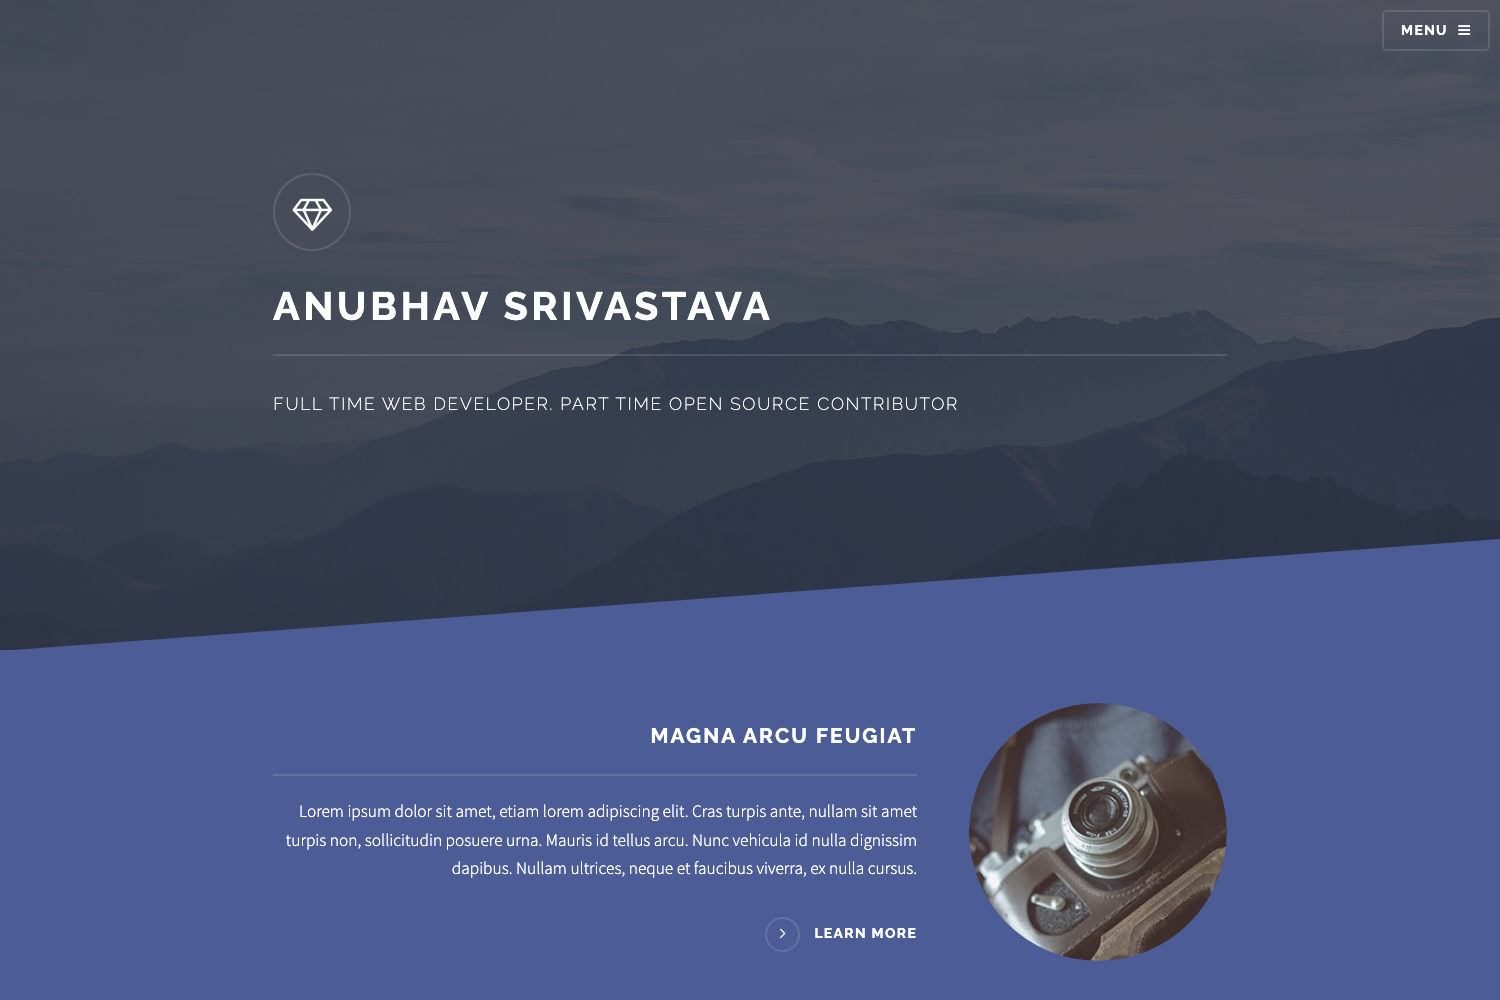 MENU
ANUBHAV SRIVASTAVA
FULL TIME WEB DEVELOPER. PART TIME OPEN SOURCE CONTRIBUTOR
MAGNA ARCU FEUGIAT
Lorem ipsum dolor sit amet, etiam lorem adipiscing elit. Cras turpis ante, nullam sit amet
turpis non, sollicitudin posuere urna. Mauris id tellus arcu. Nunc vehicula id nulla dignissim
dapibus. Nullam ultrices, neque et faucibus viverra, ex nulla cursus.
LEARN MORE